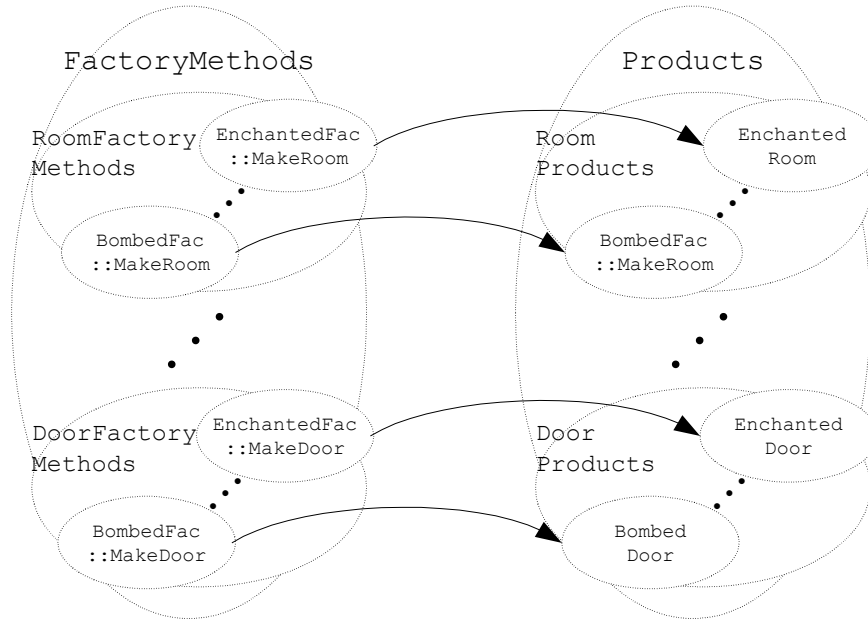 FactoryMethods
RoomFactory
Methods
EnchantedFac
::MakeRoom
BombedFac
::MakeRoom
DoorFactory
Methods
EnchantedFac
::MakeDoor
BombedFac
::MakeDoor
Products
Room
Products
Enchanted
Room
BombedFac
::MakeRoom
Door
Products
Enchanted
Door
Bombed
Door